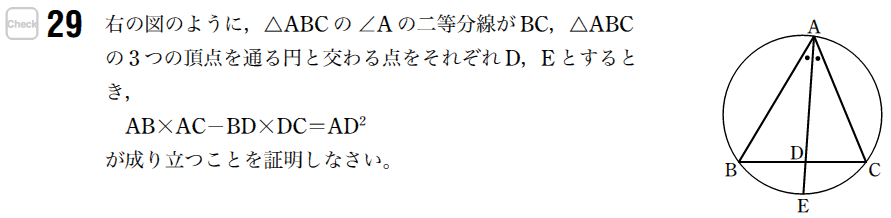 Check 29 右の図のように，△ABC の ∠A の二等分線が BC，△ABC
の 3 つの頂点を通る円と交わる点をそれぞれ D，E とすると
き，
AB×AC−BD×DC=AD²
が成り立つことを証明しなさい。
A
D
B
C
E